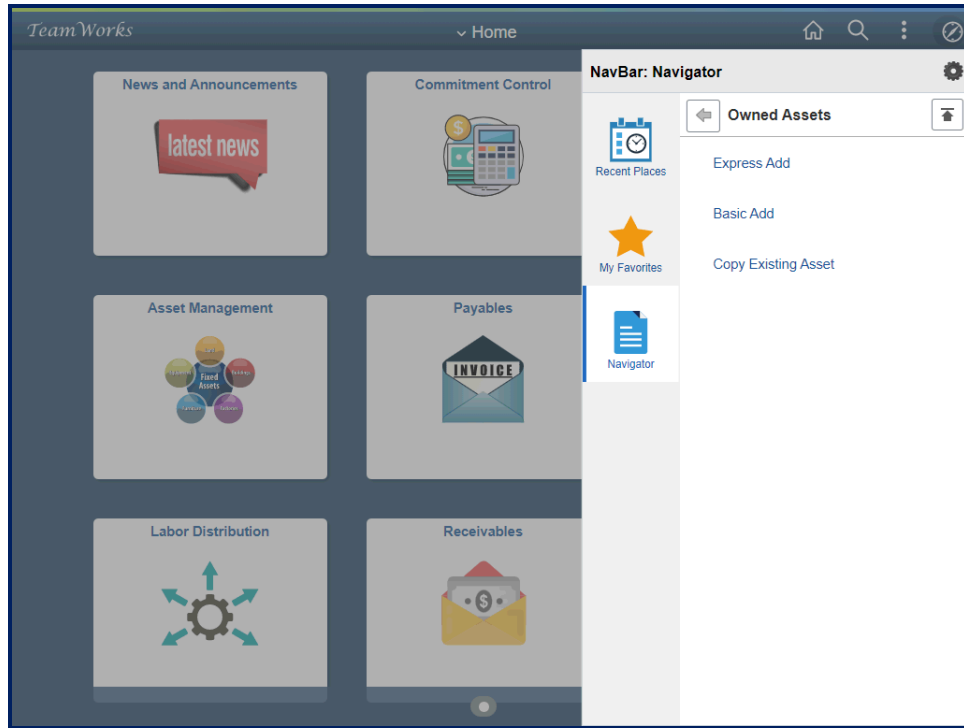 TeamWorks
Home
NavBar: Navigator
News and Announcements
latest news
Commitment Control
Recent Places
My Favorites
Navigator
Owned Assets
Express Add
Basic Add
Copy Existing Asset
Asset Management
Fixed
Assets
Payables
INVOICE
Labor Distribution
Receivables